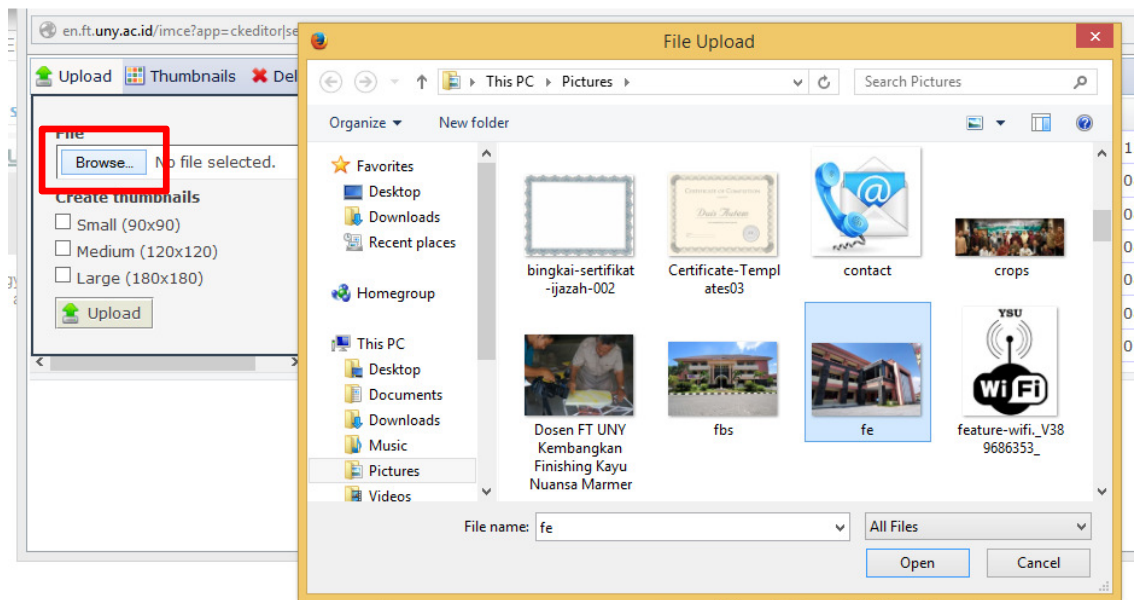 en.ft.uny.ac.id/imce?app=ckeditor|se
File Upload
Upload Thumbnails Del
This PC Pictures
Search Pictures
Organize New folder
File
Browse... No file selected.
Create thumbnails
Small (90x90)
Medium (120x120)
Large (180x180)
Upload
Favorites
Desktop
Downloads
Recent places
Homegroup
This PC
Desktop
Documents
Downloads
Music
Pictures
Videos
bingkai-sertifikat
-ijazah-002
Certificate-Templ
ates03
contact
crops
Dosen FT UNY
Kembangkan
Finishing Kayu
Nuansa Marmer
fbs
fe
YSU
Wi Fi
feature-wifi._V38
9686353_
File name: fe
All Files
Open Cancel